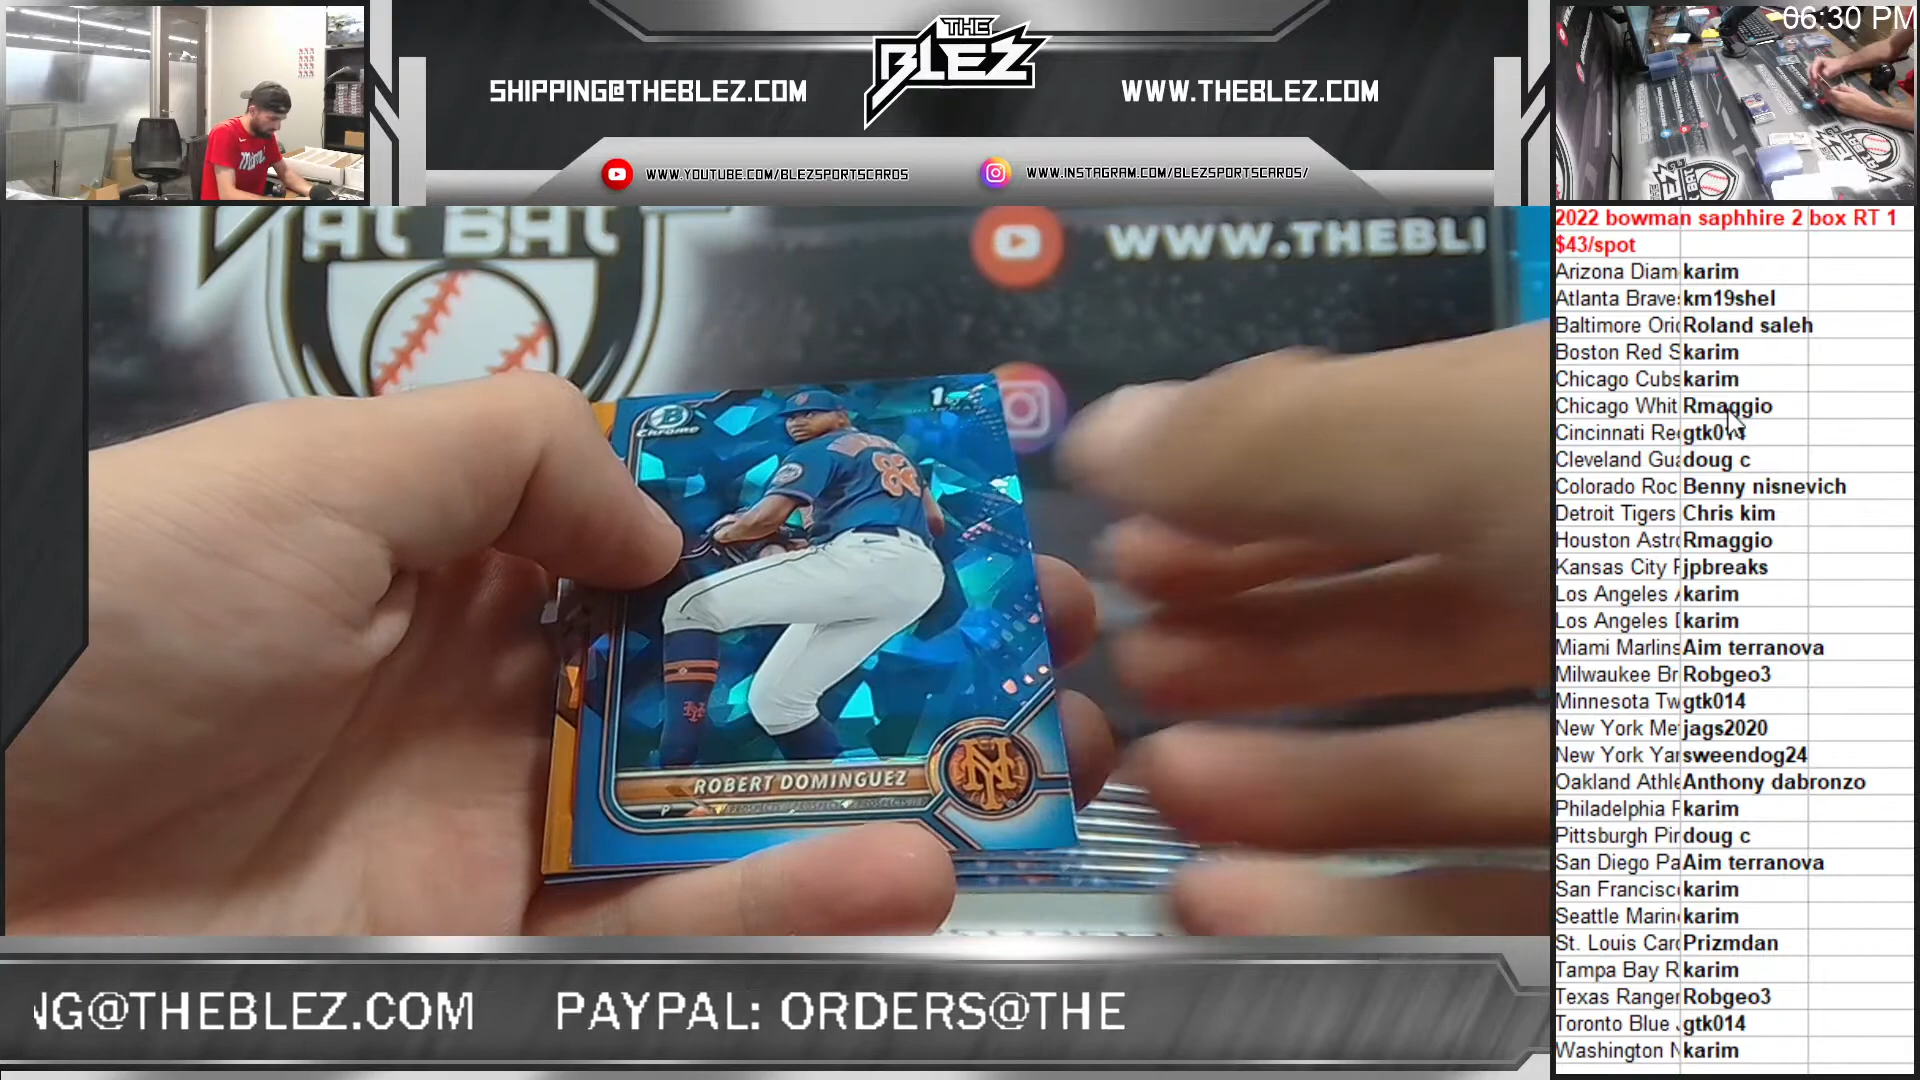 06:30 PM
THE
BLEZ
SHIPPING@THEBLEZ.COM
WWW.THEBLEZ.COM
WWW.YOUTUBE.COM/BLEZSPORTSCARDS
WWW.INSTAGRAM.COM/BLEZSPORTSCARDS/
AT BAT
WWW.THEBL
Chrome
1st
82
ROBERT DOMINGUEZ
P
NY
2022 bowman saphhire 2 box RT 1
$43/spot
Arizona Diam karim
Atlanta Brave km19shel
Baltimore Ori Roland saleh
Boston Red S karim
Chicago Cubs karim
Chicago Whit Rmaggio
Cincinnati Re gtk014
Cleveland Gua doug c
Colorado Roc Benny nisnevich
Detroit Tigers Chris kim
Houston Astr Rmaggio
Kansas City jpbreaks
Los Angeles karim
Los Angeles karim
Miami Marlins Aim terranova
Milwaukee Br Robgeo3
Minnesota Tw gtk014
New York Me jags2020
New York Yan sweendog24
Oakland Athle Anthony dabronzo
Philadelphia karim
Pittsburgh Pir doug c
San Diego Pa Aim terranova
San Francisc karim
Seattle Marin karim
St. Louis Card Prizmdan
Tampa Bay R karim
Texas Ranger Robgeo3
Toronto Blue gtk014
Washington N karim
NG@THEBLEZ.COM PAYPAL: ORDERS@THE